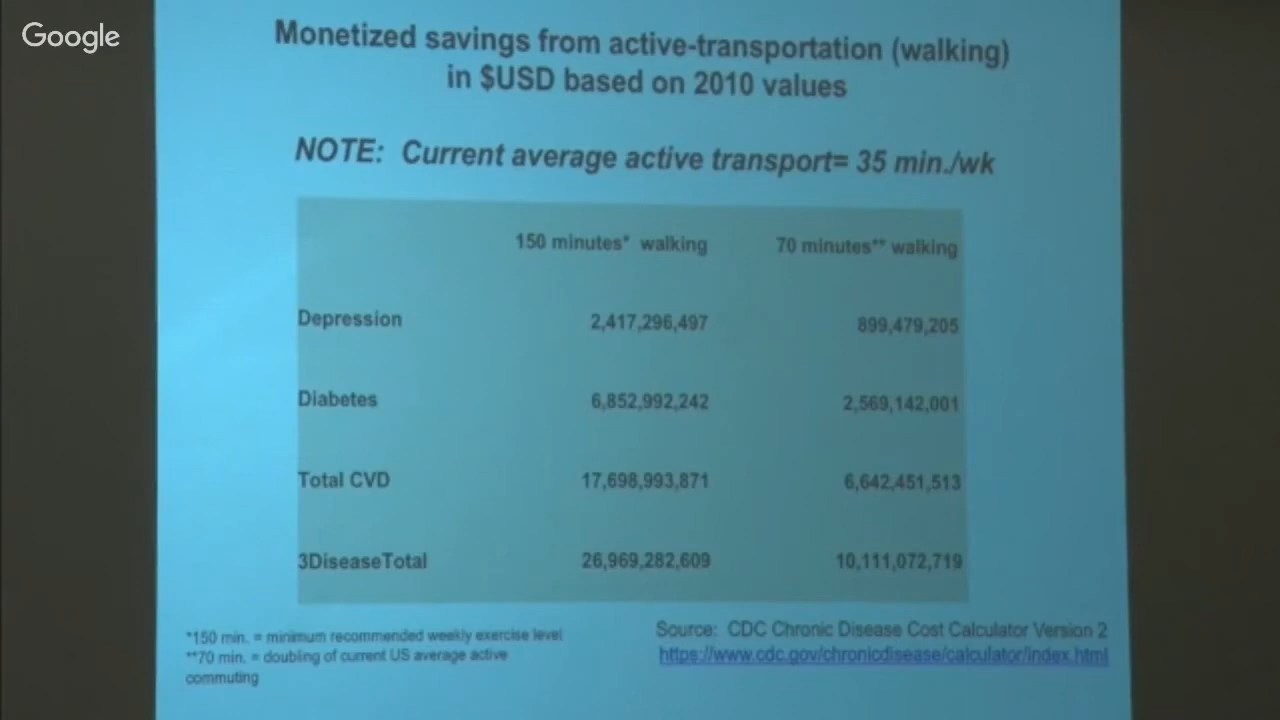 Google
Monetized savings from active-transportation (walking)
in $USD based on 2010 values
NOTE: Current average active transport= 35 min./wk
150 minutes* walking 70 minutes** walking
Depression 2,417,296,497 899,479,205
Diabetes 6,852,992,242 2,569,142,001
Total CVD 17,698,993,871 6,642,451,513
3DiseaseTotal 26,969,282,609 10,111,072,719
*150 min. = minimum recommended weekly exercise level
**70 min. = doubling of current US average active
commuting
Source: CDC Chronic Disease Cost Calculator Version 2
https://www.cdc.gov/chronicdisease/calculator/index.html